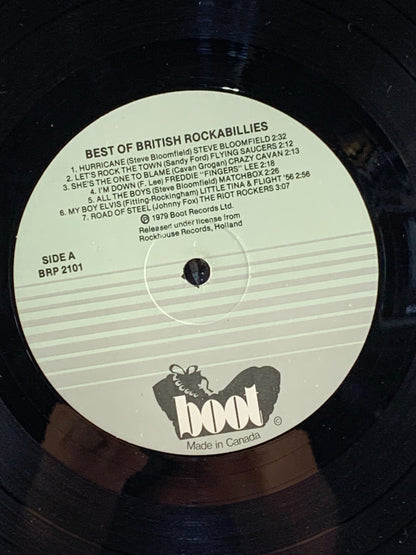 BEST OF BRITISH ROCKABILLIES
1. HURRICANE (Steve Bloomfield) STEVE BLOOMFIELD 2:32
2. LET'S ROCK THE TOWN (Sandy Ford) FLYING SAUCERS 2:12
3. SHE'S THE ONE TO BLAME (Cavan Grogan) CRAZY CAVAN 2:13
4. I'M DOWN (F. Lee) FREDDIE "FINGERS" LEE 2:18
5. ALL THE BOYS (Steve Bloomfield) MATCHBOX 2:26
6. MY BOY ELVIS (Fitting-Rockingham) LITTLE TINA & FLIGHT '56 2:56
7. ROAD OF STEEL (Johnny Fox) THE RIOT ROCKERS 3:07
℗ 1979 Boot Records Ltd.
Released under license from
Rockhouse Records, Holland
SIDE A
BRP 2101
boot
©
Made in Canada